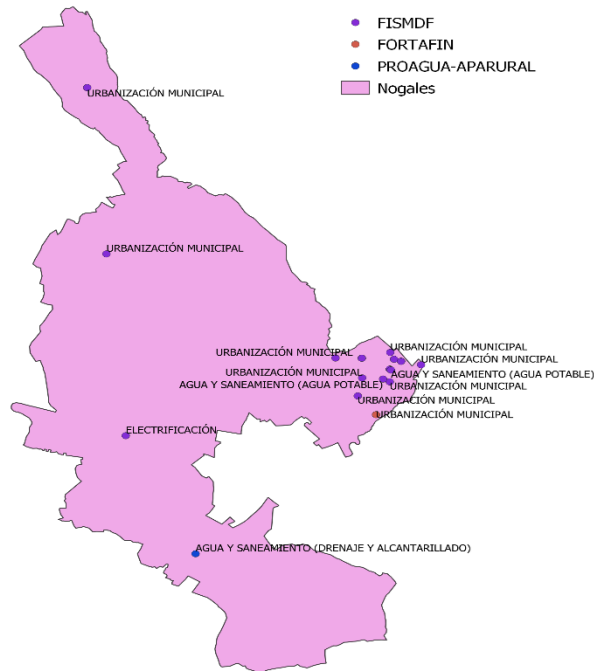 FISMDF
FORTAFIN
PROAGUA-APARURAL
Nogales
URBANIZACIÓN MUNICIPAL
URBANIZACIÓN MUNICIPAL
URBANIZACIÓN MUNICIPAL
URBANIZACIÓN MUNICIPAL
URBANIZACIÓN MUNICIPAL
URBANIZACIÓN MUNICIPAL
AGUA Y SANEAMIENTO (AGUA POTABLE)
AGUA Y SANEAMIENTO (AGUA POTABLE)
URBANIZACIÓN MUNICIPAL
URBANIZACIÓN MUNICIPAL
URBANIZACIÓN MUNICIPAL
ELECTRIFICACIÓN
AGUA Y SANEAMIENTO (DRENAJE Y ALCANTARILLADO)